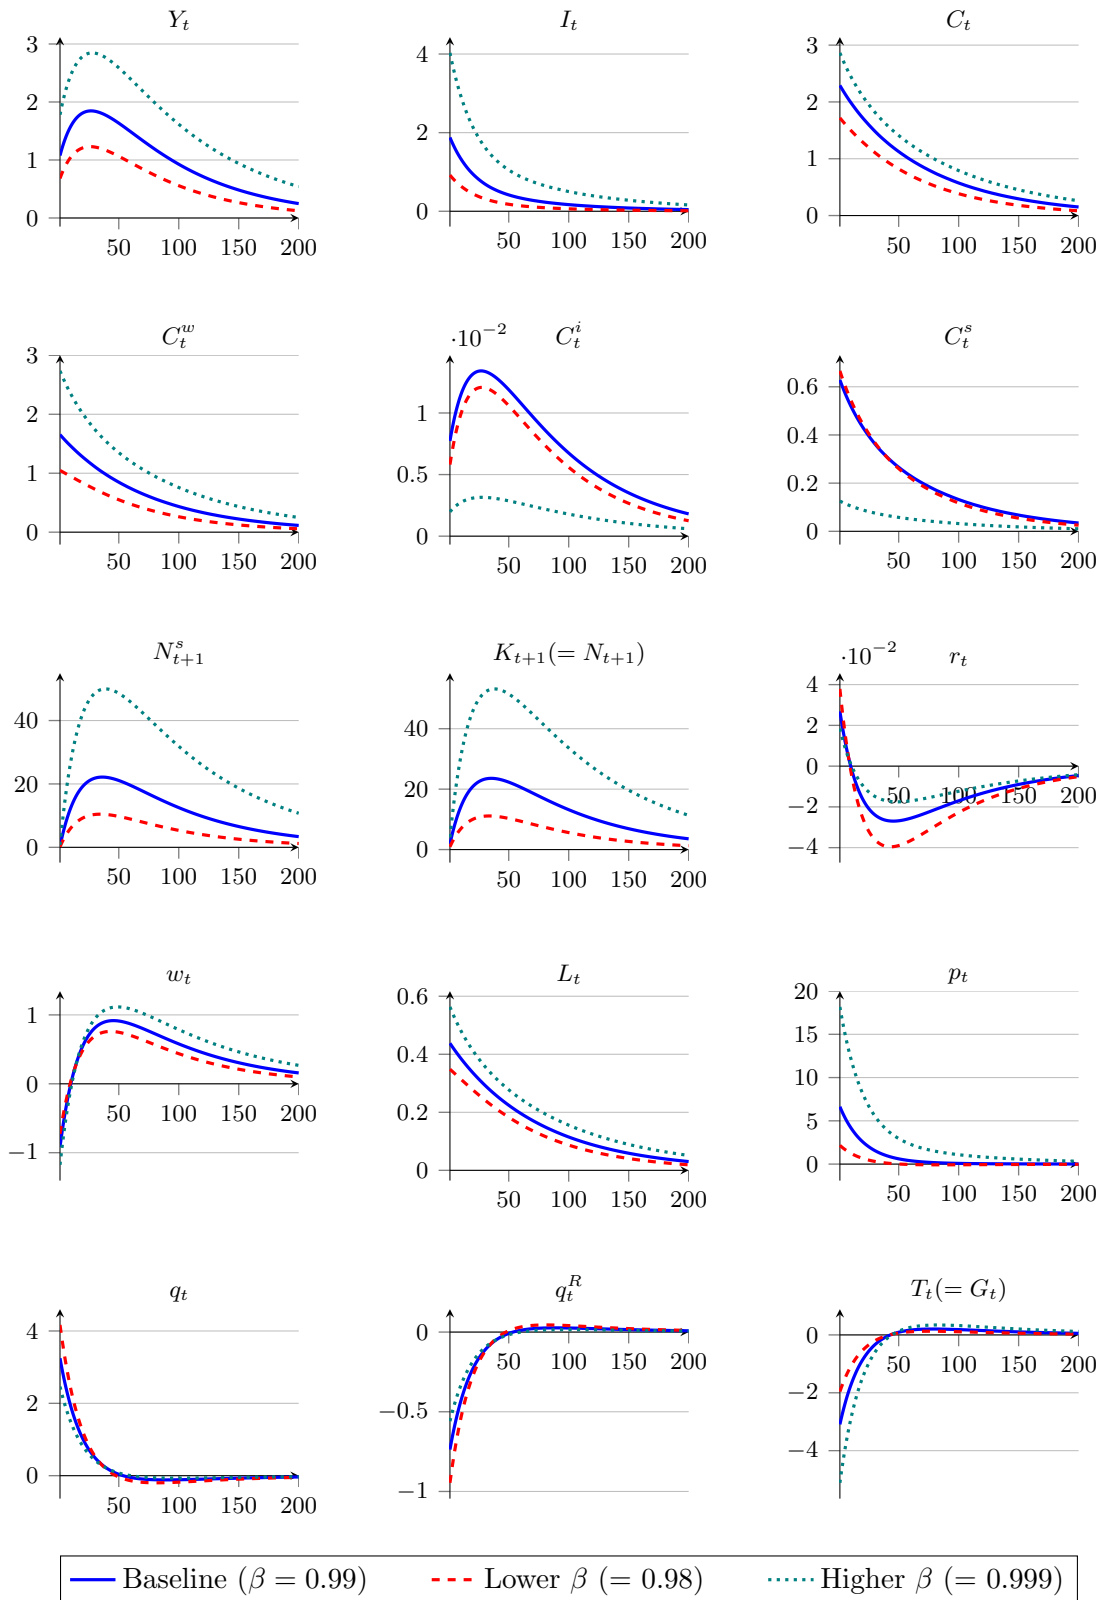 Y_t I_t C_t
3
2
1
0
50 100 150 200
4
2
0
50 100 150 200
3
2
1
0
50 100 150 200
C_t^w ·10^{-2} C_t^i C_t^s
3
2
1
0
50 100 150 200
1
0.5
0
50 100 150 200
0.6
0.4
0.2
0
50 100 150 200
N_{t+1}^s K_{t+1}(= N_{t+1}) ·10^{-2} r_t
40
20
0
50 100 150 200
40
20
0
50 100 150 200
4
2
0
−2
−4
50 100 150 200
w_t L_t p_t
1
0
−1
50 100 150 200
0.6
0.4
0.2
0
50 100 150 200
20
15
10
5
0
50 100 150 200
q_t q_t^R T_t(= G_t)
4
2
0
50 100 150 200
0
−0.5
−1
50 100 150 200
0
−2
−4
50 100 150 200
Baseline (β = 0.99) Lower β (= 0.98) Higher β (= 0.999)